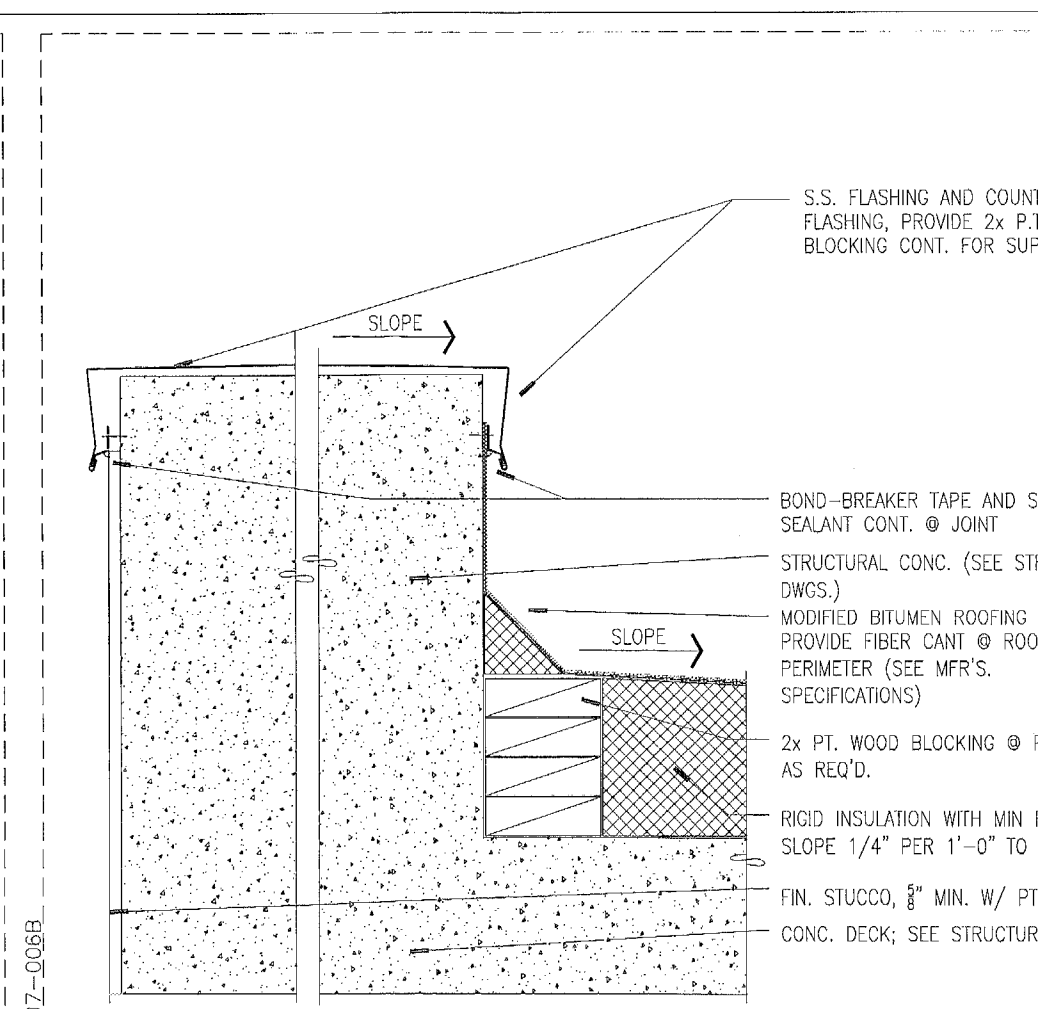 S.S. FLASHING AND COUNT
FLASHING, PROVIDE 2x P.T
BLOCKING CONT. FOR SUP
SLOPE
BOND-BREAKER TAPE AND S
SEALANT CONT. @ JOINT
STRUCTURAL CONC. (SEE STR
DWGS.)
MODIFIED BITUMEN ROOFING
PROVIDE FIBER CANT @ ROO
PERIMETER (SEE MFR'S.
SPECIFICATIONS)
SLOPE
2x PT. WOOD BLOCKING @
AS REQ'D.
RIGID INSULATION WITH MIN
SLOPE 1/4" PER 1'-0" TO
FIN. STUCCO, 5/8" MIN. W/ PT
CONC. DECK; SEE STRUCTUR
17-006B